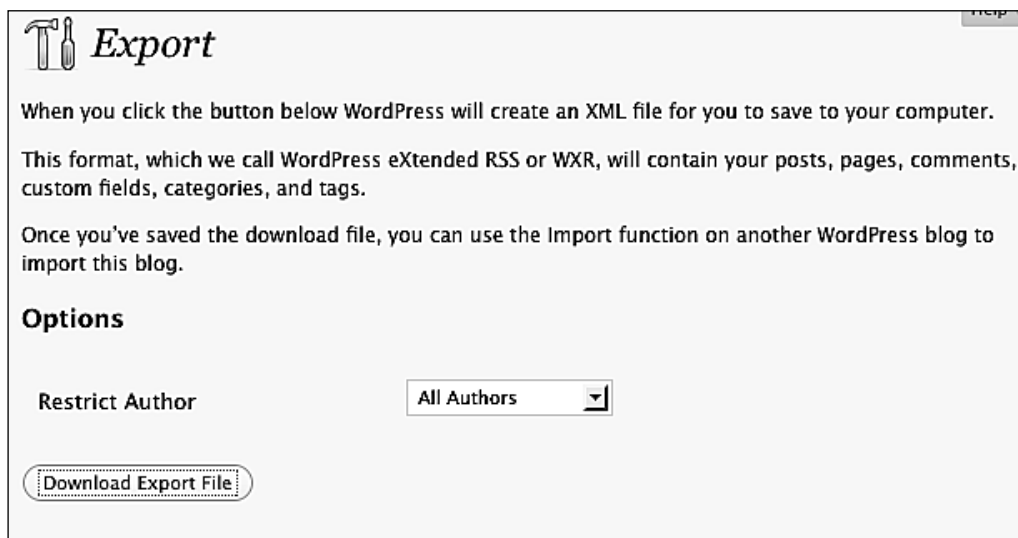 Export
When you click the button below WordPress will create an XML file for you to save to your computer.
This format, which we call WordPress eXtended RSS or WXR, will contain your posts, pages, comments,
custom fields, categories, and tags.
Once you've saved the download file, you can use the Import function on another WordPress blog to
import this blog.
Options
Restrict Author All Authors
Download Export File